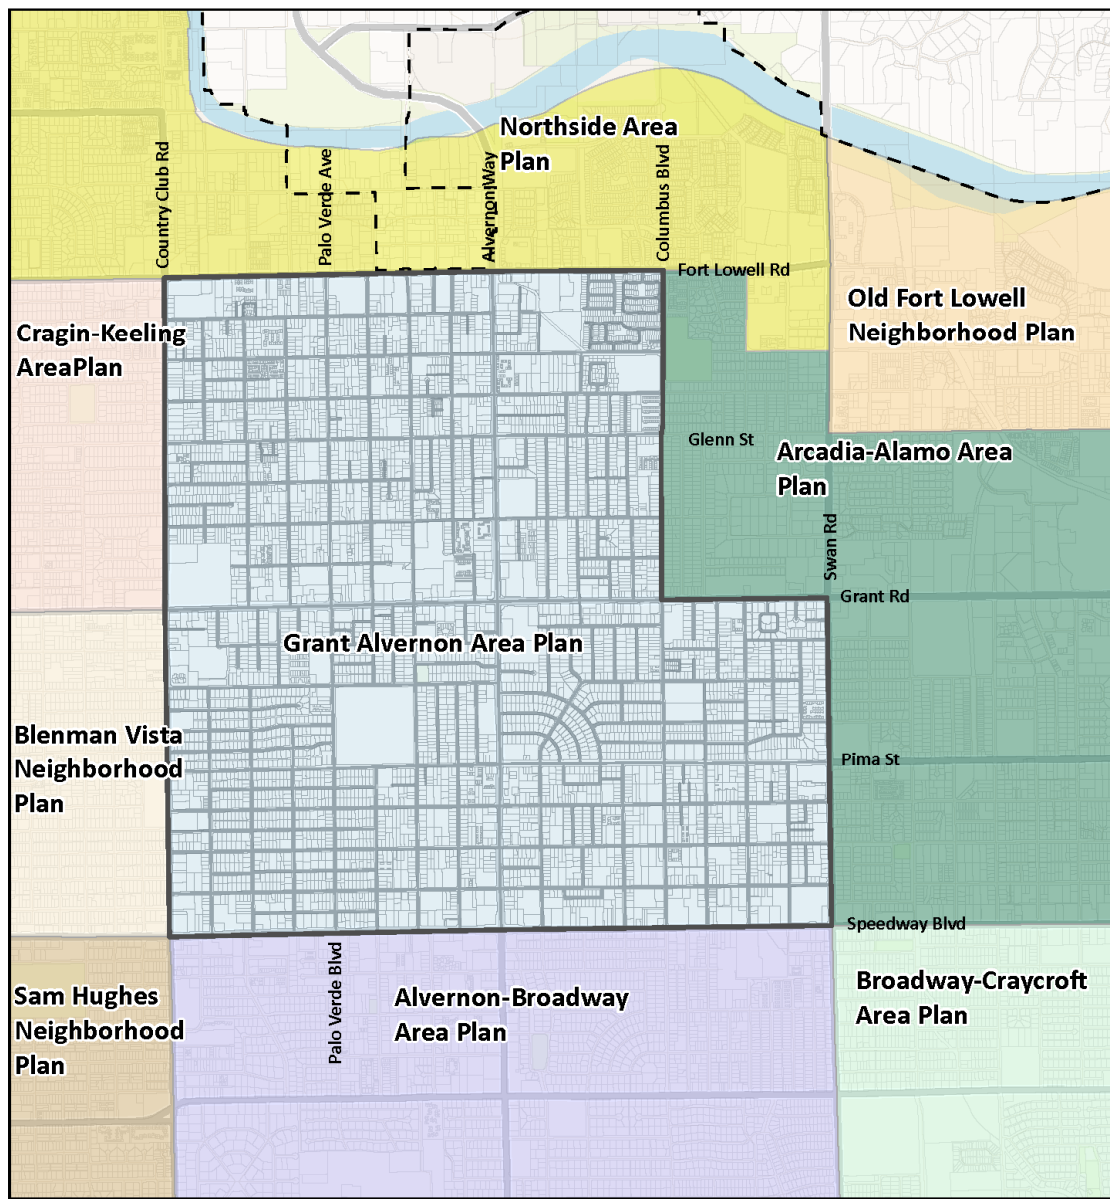 Northside Area
Plan
Country Club Rd
Palo Verde Ave
Alvernon Way
Columbus Blvd
Fort Lowell Rd
Old Fort Lowell
Neighborhood Plan
Cragin-Keeling
AreaPlan
Glenn St
Arcadia-Alamo Area
Plan
Swan Rd
Grant Rd
Grant Alvernon Area Plan
Blenman Vista
Neighborhood
Plan
Pima St
Speedway Blvd
Palo Verde Blvd
Sam Hughes
Neighborhood
Plan
Alvernon-Broadway
Area Plan
Broadway-Craycroft
Area Plan